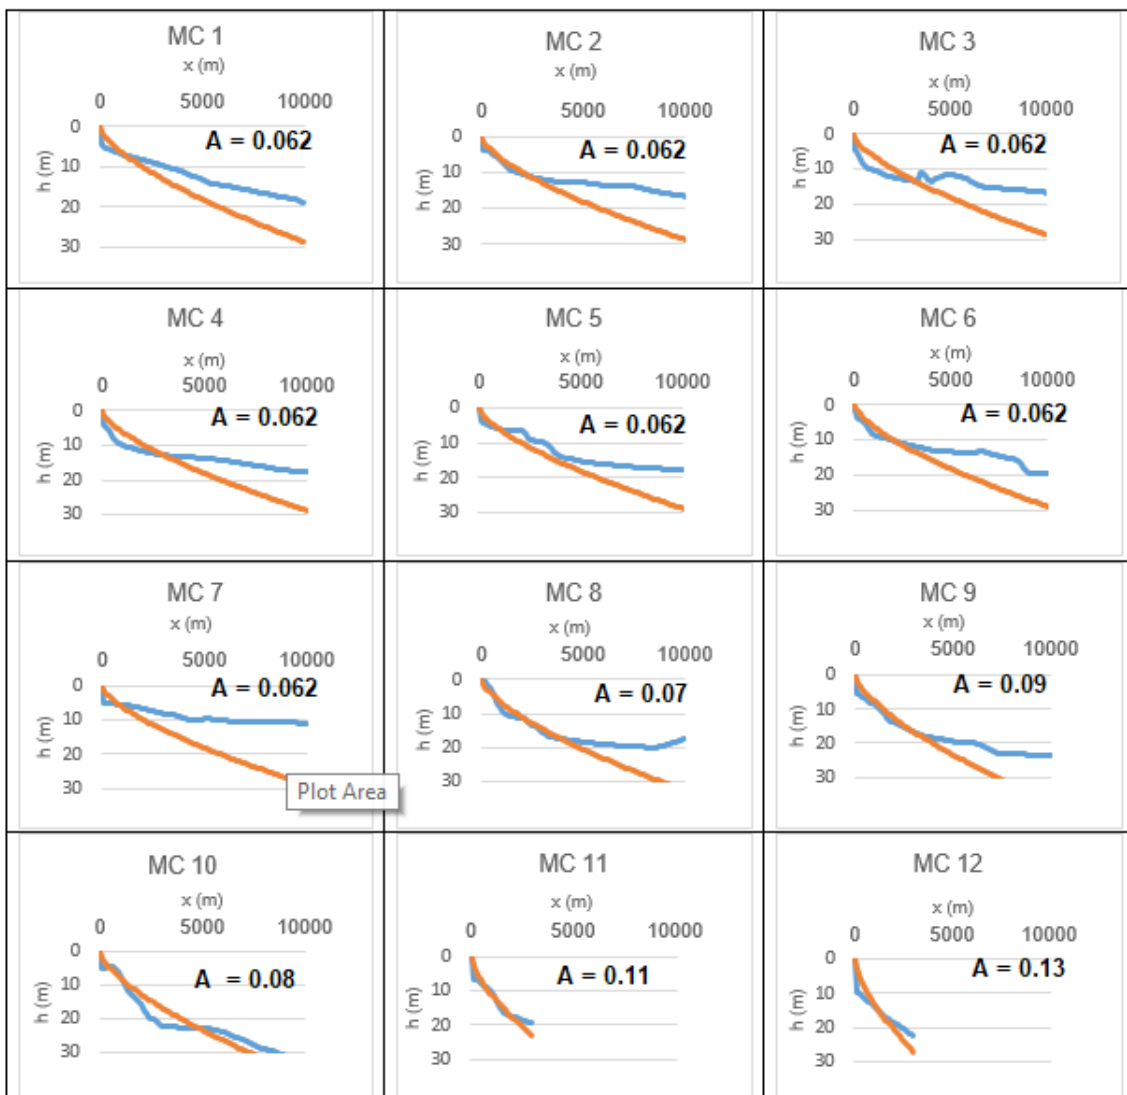 MC 1
x (m)
0 5000 10000
A = 0.062
0
10
20
30
h (m)
MC 2
x (m)
0 5000 10000
A = 0.062
0
10
20
30
h (m)
MC 3
x (m)
0 5000 10000
A = 0.062
0
10
20
30
h (m)
MC 4
x (m)
0 5000 10000
A = 0.062
0
10
20
30
h (m)
MC 5
x (m)
0 5000 10000
A = 0.062
0
10
20
30
h (m)
MC 6
x (m)
0 5000 10000
A = 0.062
0
10
20
30
h (m)
MC 7
x (m)
0 5000 10000
A = 0.062
0
10
20
30
h (m)
Plot Area
MC 8
x (m)
0 5000 10000
A = 0.07
0
10
20
30
h (m)
MC 9
x (m)
0 5000 10000
A = 0.09
0
10
20
30
h (m)
MC 10
x (m)
0 5000 10000
A = 0.08
0
10
20
30
h (m)
MC 11
x (m)
0 5000 10000
A = 0.11
0
10
20
30
h (m)
MC 12
x (m)
0 5000 10000
A = 0.13
0
10
20
30
h (m)